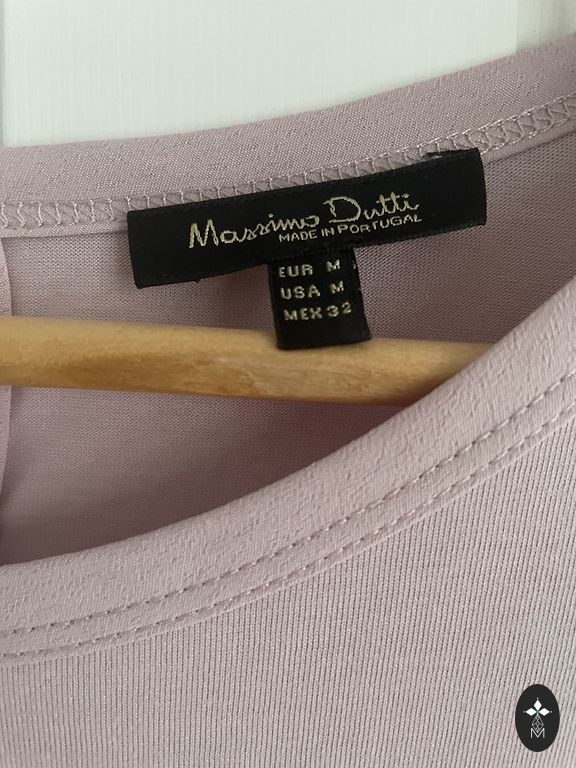 Massimo Dutti
MADE IN PORTUGAL
EUR M
USA M
MEX 32
M